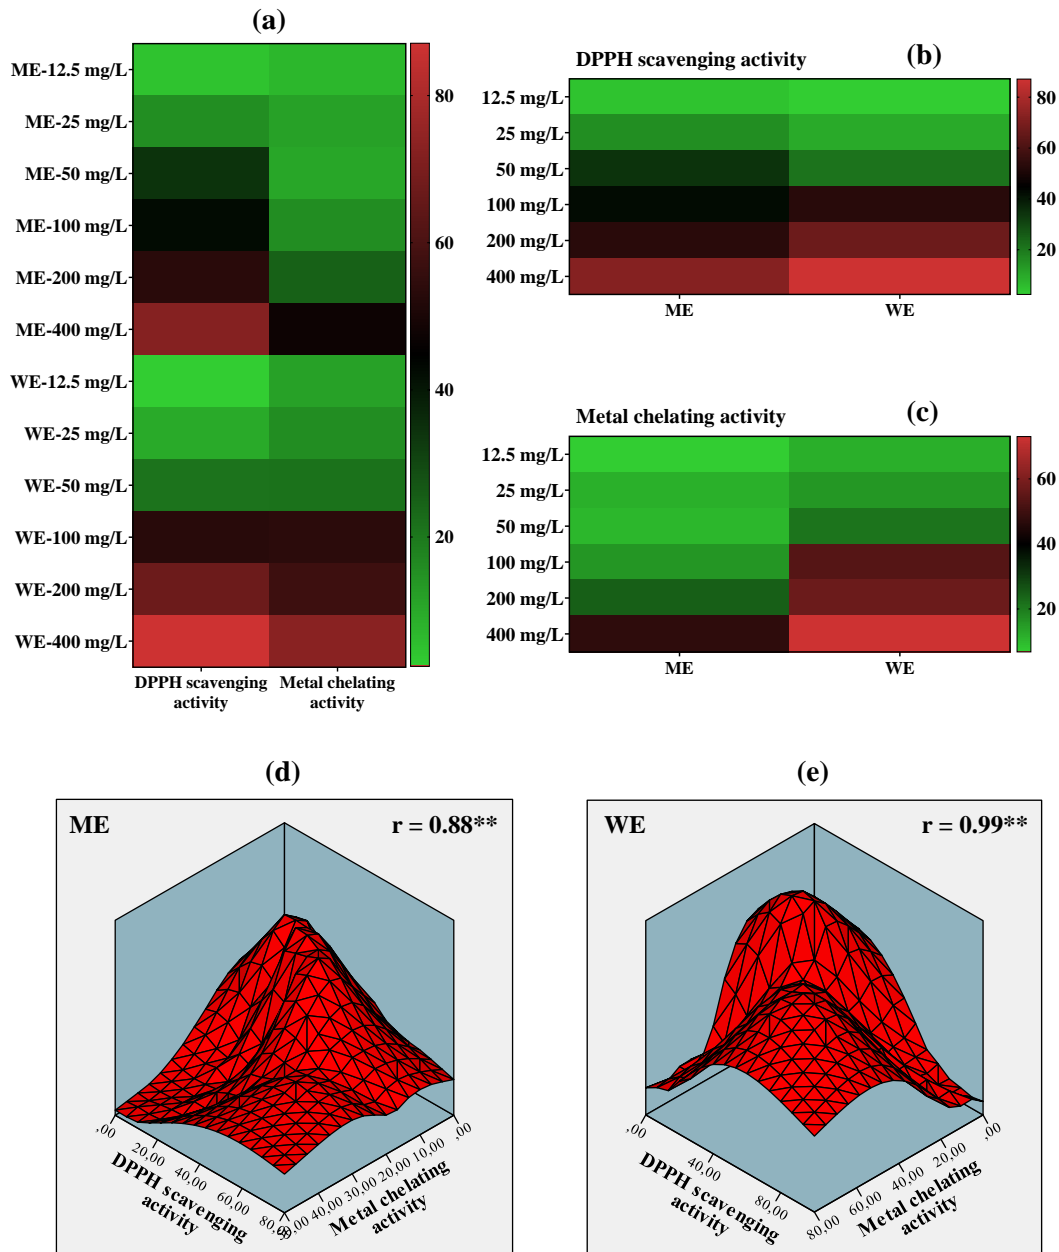 (a)
ME-12.5 mg/L
ME-25 mg/L
ME-50 mg/L
ME-100 mg/L
ME-200 mg/L
ME-400 mg/L
WE-12.5 mg/L
WE-25 mg/L
WE-50 mg/L
WE-100 mg/L
WE-200 mg/L
WE-400 mg/L
80
60
40
20
DPPH scavenging
activity
Metal chelating
activity
DPPH scavenging activity
(b)
12.5 mg/L
25 mg/L
50 mg/L
100 mg/L
200 mg/L
400 mg/L
80
60
40
20
ME
WE
Metal chelating activity
(c)
12.5 mg/L
25 mg/L
50 mg/L
100 mg/L
200 mg/L
400 mg/L
60
40
20
ME
WE
(d)
ME
r = 0.88**
,00
20,00
40,00
60,00
80,00
DPPH scavenging
activity
,00
10,00
20,00
30,00
40,00
Metal chelating
activity
(e)
WE
r = 0.99**
,00
40,00
80,00
DPPH scavenging
activity
,00
20,00
40,00
60,00
80,00
Metal chelating
activity